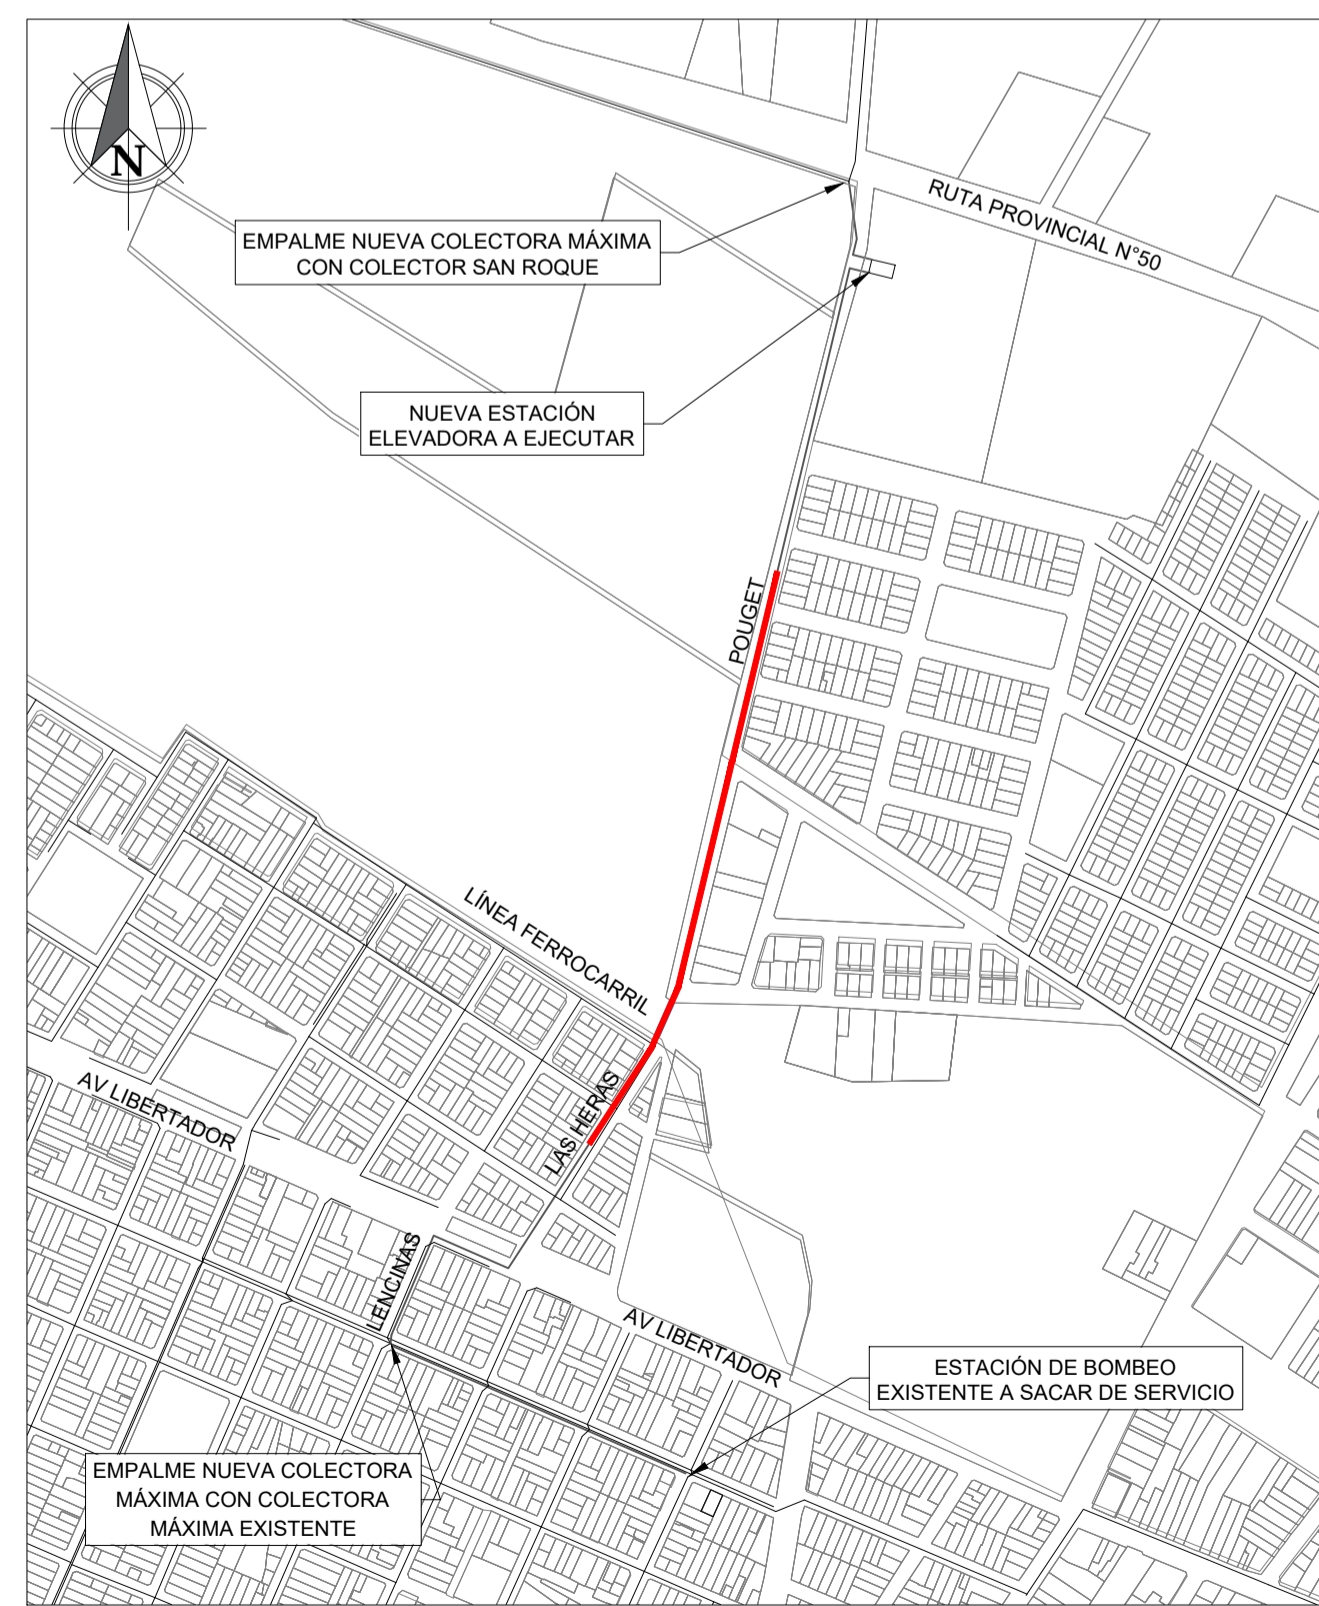 N
RUTA PROVINCIAL N°50
EMPALME NUEVA COLECTORA MÁXIMA
CON COLECTOR SAN ROQUE
NUEVA ESTACIÓN
ELEVADORA A EJECUTAR
POUGET
LÍNEA FERROCARRIL
AV LIBERTADOR
LAS HERAS
LENCINAS
AV LIBERTADOR
ESTACIÓN DE BOMBEO
EXISTENTE A SACAR DE SERVICIO
EMPALME NUEVA COLECTORA
MÁXIMA CON COLECTORA
MÁXIMA EXISTENTE